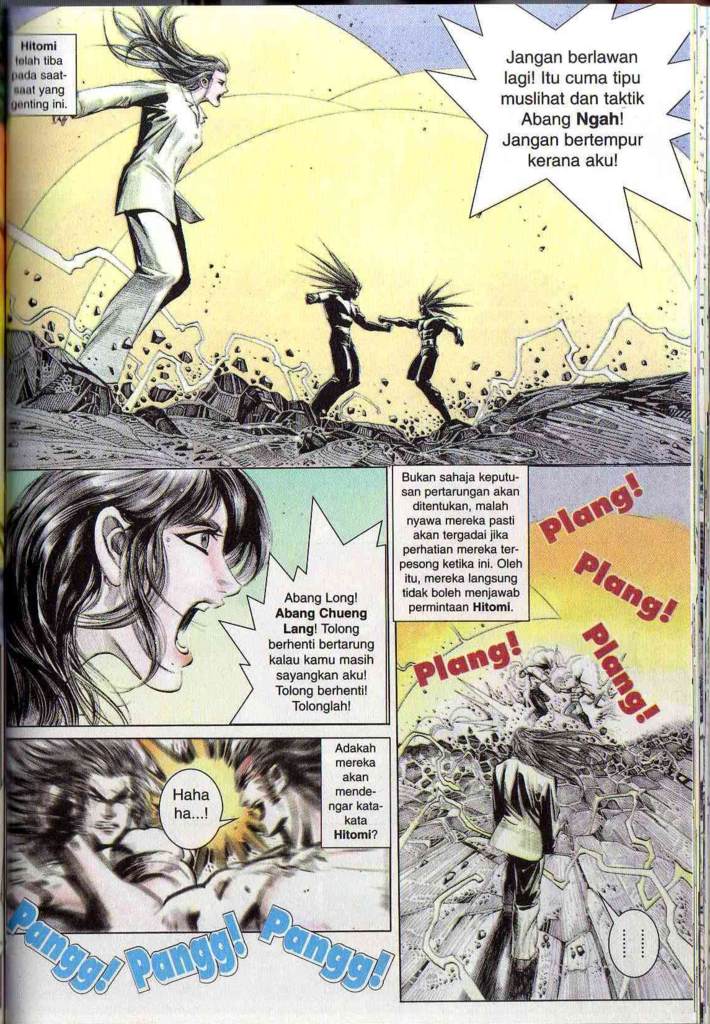 Hitomi
telah tiba
pada saat-
saat yang
genting ini.
Jangan berlawan
lagi! Itu cuma tipu
muslihat dan taktik
Abang Ngah!
Jangan bertempur
kerana aku!
Abang Long!
Abang Chueng
Lang! Tolong
berhenti bertarung
kalau kamu masih
sayangkan aku!
Tolong berhenti!
Tolonglah!
Bukan sahaja keputu-
san pertarungan akan
ditentukan, malah
nyawa mereka pasti
akan tergadai jika
perhatian mereka ter-
pesong ketika ini. Oleh
itu, mereka langsung
tidak boleh menjawab
permintaan Hitomi.
Plang!
Plang!
Plang!
Plang!
Haha
ha...!
Adakah
mereka
akan
mende-
ngar kata-
kata
Hitomi?
Pangg!
Pangg!
Pangg!